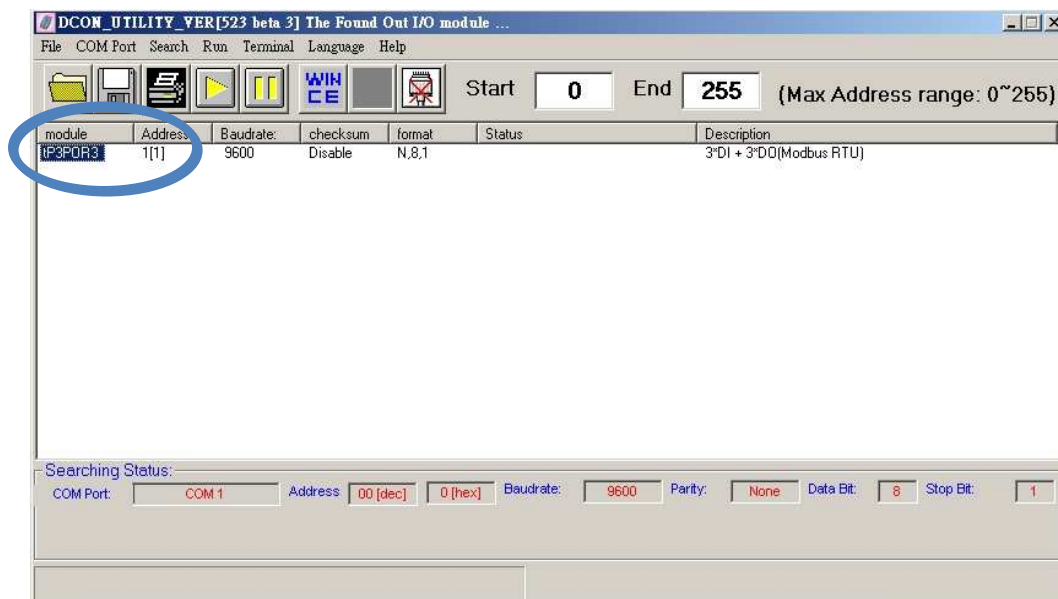 DCON_UTILITY_VER[523 beta 3] The Found Out I/O module ...
File COM Port Search Run Terminal Language Help
WIN CE Start 0 End 255 (Max Address range: 0~255)
module Address Baudrate: checksum format Status Description
tP3POR3 1[1] 9600 Disable N,8,1 3*DI + 3*DO(Modbus RTU)
Searching Status:
COM Port: COM 1 Address 00 [dec] 0 [hex] Baudrate: 9600 Parity: None Data Bit: 8 Stop Bit: 1